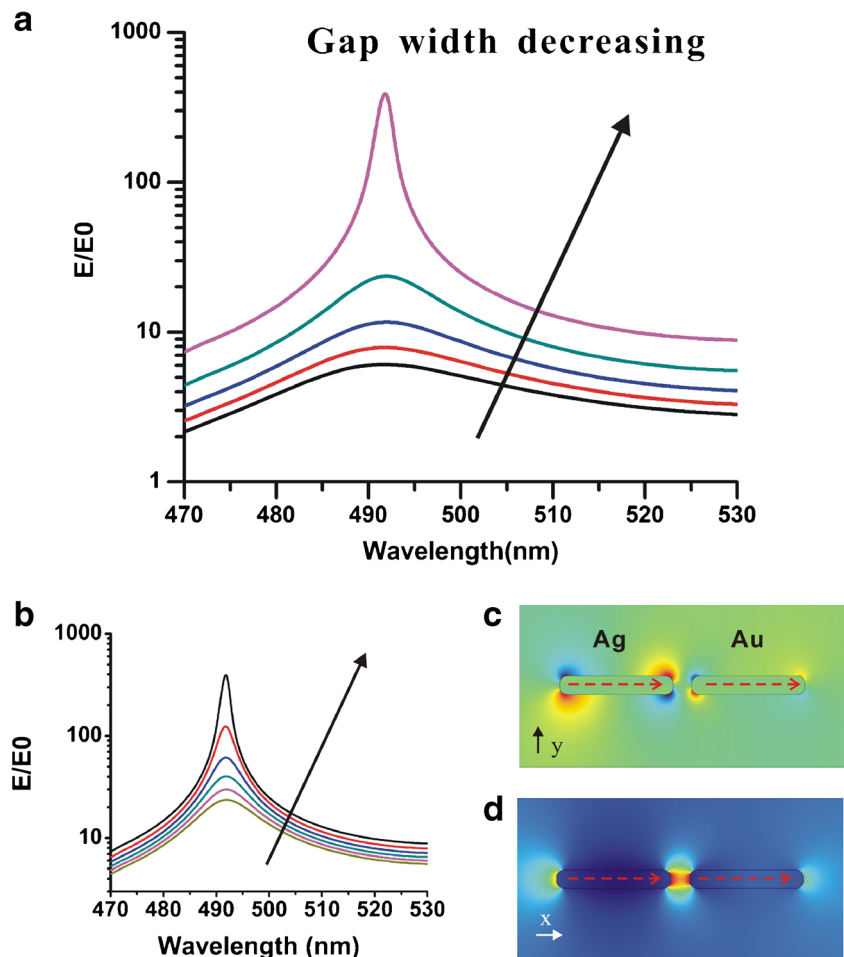 a
Gap width decreasing
1000
100
10
1
E/E0
470 480 490 500 510 520 530
Wavelength(nm)
b
1000
100
10
E/E0
470 480 490 500 510 520 530
Wavelength (nm)
c
Ag Au
y
d
x